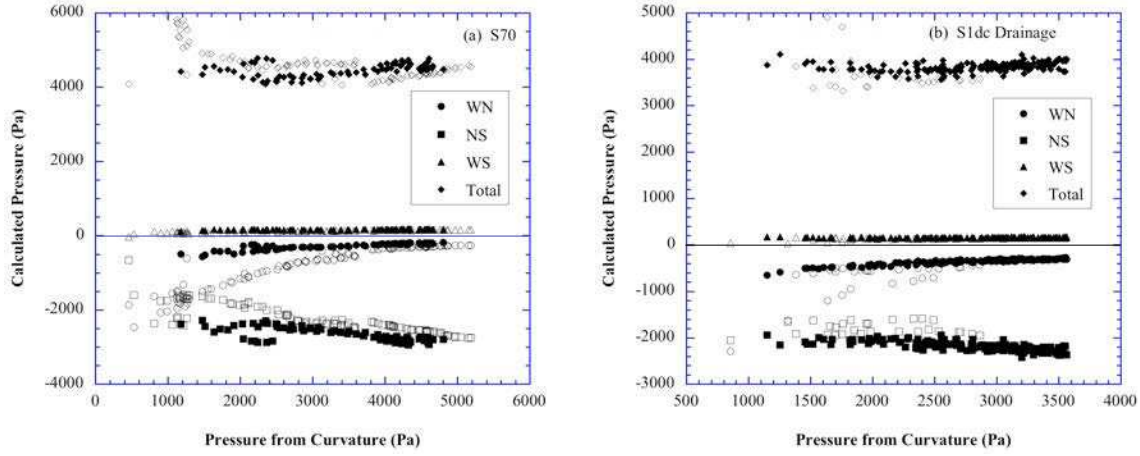 (a) S70
WN
NS
WS
Total
6000
4000
2000
0
-2000
-4000
0 1000 2000 3000 4000 5000 6000
Calculated Pressure (Pa)
Pressure from Curvature (Pa)
(b) S1dc Drainage
WN
NS
WS
Total
5000
4000
3000
2000
1000
0
-1000
-2000
-3000
500 1000 1500 2000 2500 3000 3500 4000
Calculated Pressure (Pa)
Pressure from Curvature (Pa)